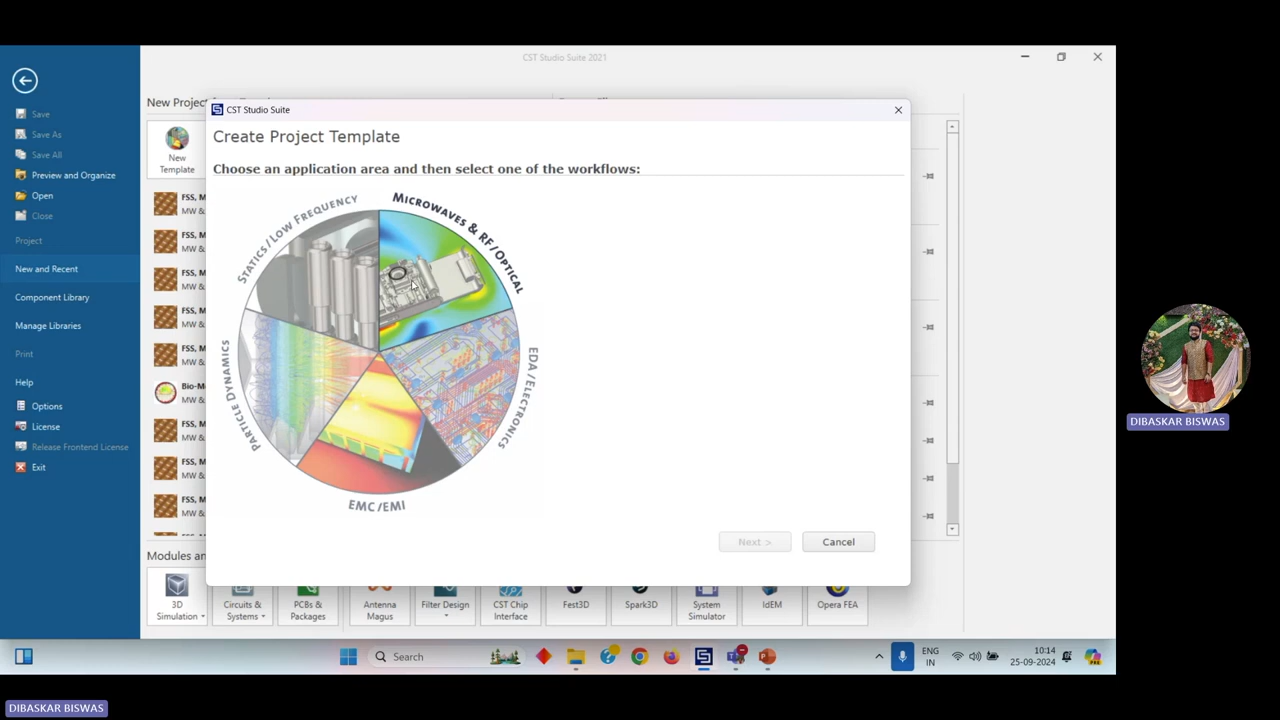 CST Studio Suite 2021
Save
Save As
Save All
Preview and Organize
Open
Close
Project
New and Recent
Component Library
Manage Libraries
Print
Help
Options
License
Release Frontend License
Exit
New Project
New
Template
FSS, M
MW &
FSS, M
MW &
FSS, M
MW &
FSS, M
MW &
FSS, M
MW &
Bio-M
MW &
FSS, M
MW &
FSS, M
MW &
FSS, M
MW &
CST Studio Suite
Create Project Template
Choose an application area and then select one of the workflows:
STATICS/LOW FREQUENCY
MICROWAVES & RF/OPTICAL
EDA/ELECTRONICS
EMC/EMI
PARTICLE DYNAMICS
Next >
Cancel
Modules an
3D
Simulation
Circuits &
Systems
PCBs &
Packages
Antenna
Magus
Filter Design
CST Chip
Interface
Fest3D
Spark3D
System
Simulator
IdEM
Opera FEA
Search
ENG
IN
10:14
25-09-2024
DIBASKAR BISWAS
DIBASKAR BISWAS